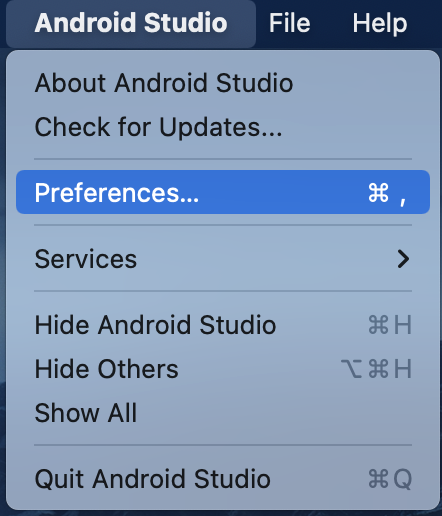 Android Studio File Help
About Android Studio
Check for Updates...
Preferences... ⌘ ,
Services
Hide Android Studio ⌘H
Hide Others ⌥⌘H
Show All
Quit Android Studio ⌘Q